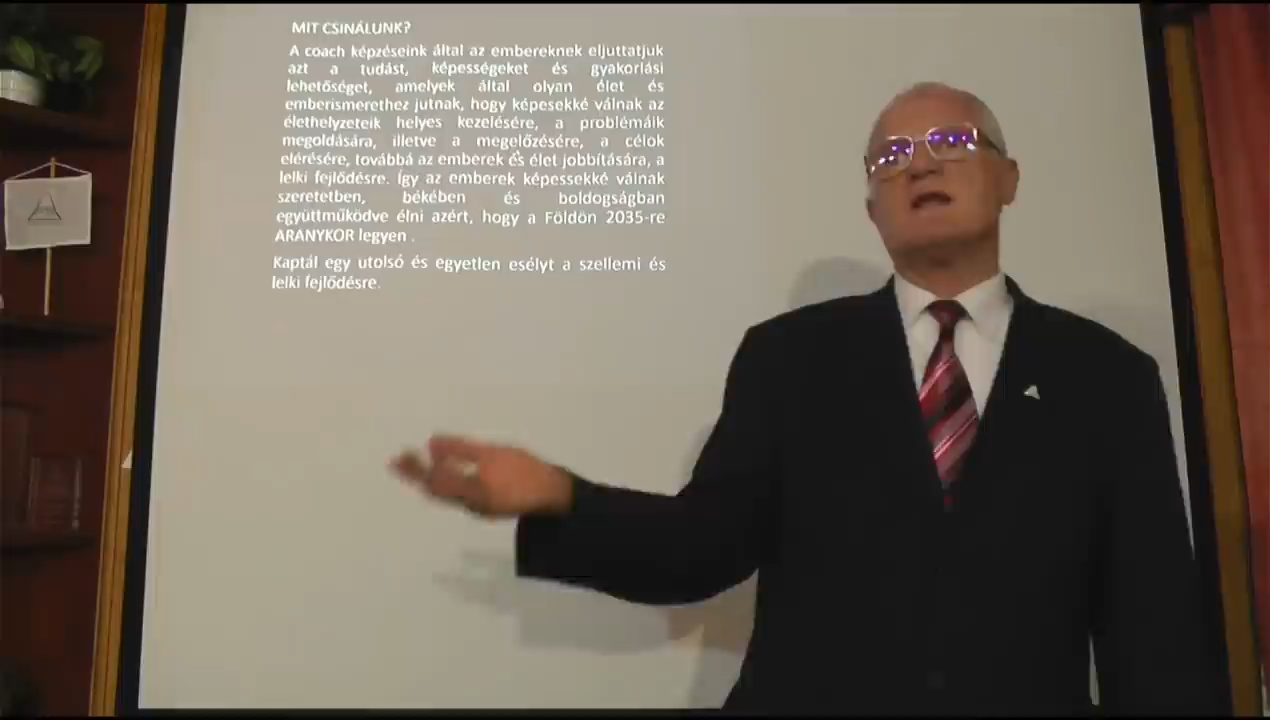 MIT CSINÁLUNK?
A coach képzéseink által az embereknek eljuttatjuk
azt a tudást, képességeket és gyakorlási
lehetőséget, amelyek által olyan élet és
emberismerethez jutnak, hogy képesekké válnak az
élethelyzeteik helyes kezelésére, a problémáik
megoldására, illetve a megelőzésére, a célok
elérésére, továbbá az emberek és élet jobbítására, a
lelki fejlődésre. Így az emberek képessekké válnak
szeretetben, békében és boldogságban
együttműködve élni azért, hogy a Földön 2035-re
ARANYKOR legyen .
Kaptál egy utolsó és egyetlen esélyt a szellemi és
lelki fejlődésre.